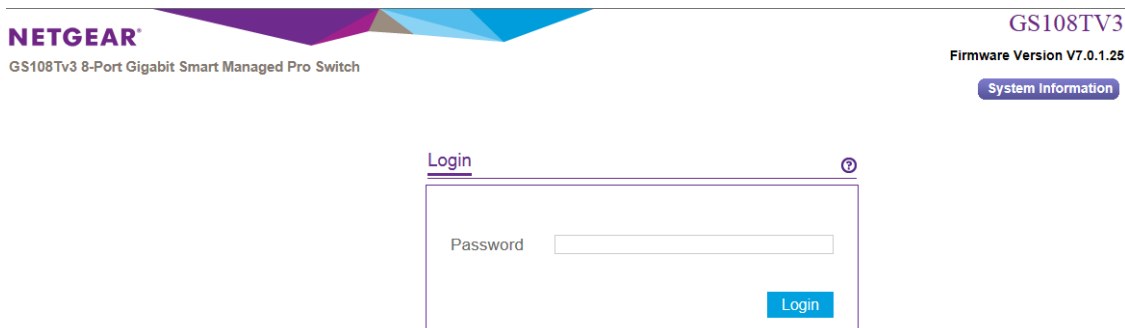 NETGEAR®
GS108TV3
GS108Tv3 8-Port Gigabit Smart Managed Pro Switch
Firmware Version V7.0.1.25
System Information
Login
Password
Login